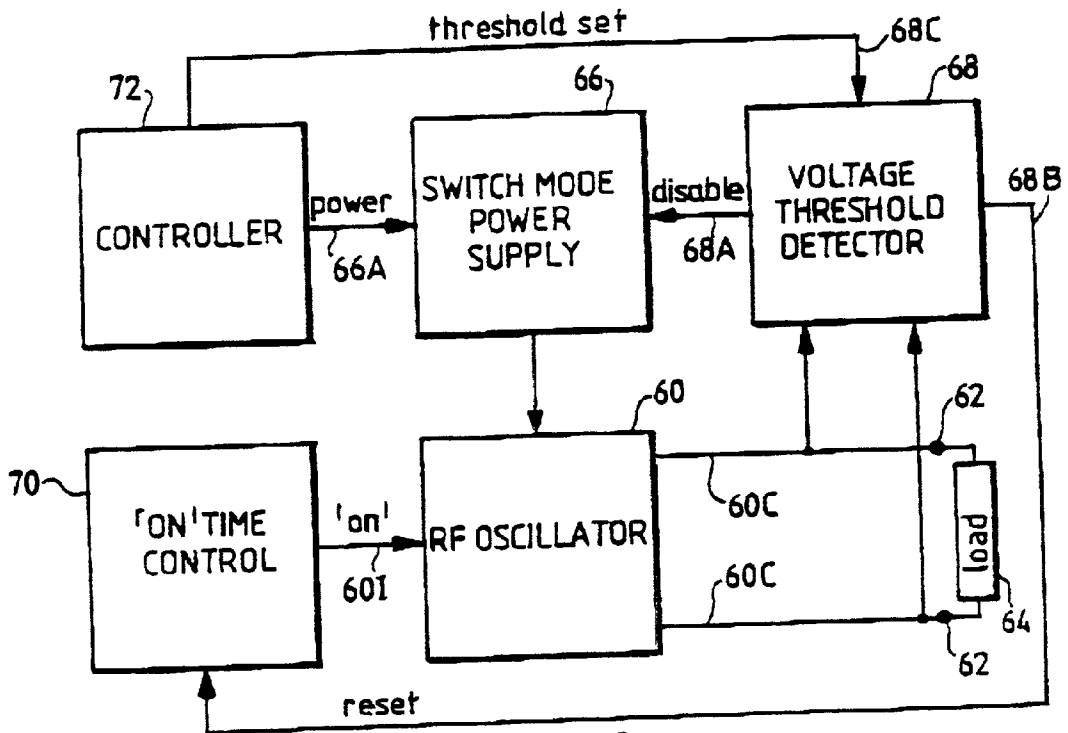 threshold set
68C
72
66
68
CONTROLLER
power
66A
SWITCH MODE
POWER
SUPPLY
disable
68A
VOLTAGE
THRESHOLD
DETECTOR
68B
60
62
70
'ON' TIME
CONTROL
'on'
60I
RF OSCILLATOR
60C
60C
load
64
62
reset